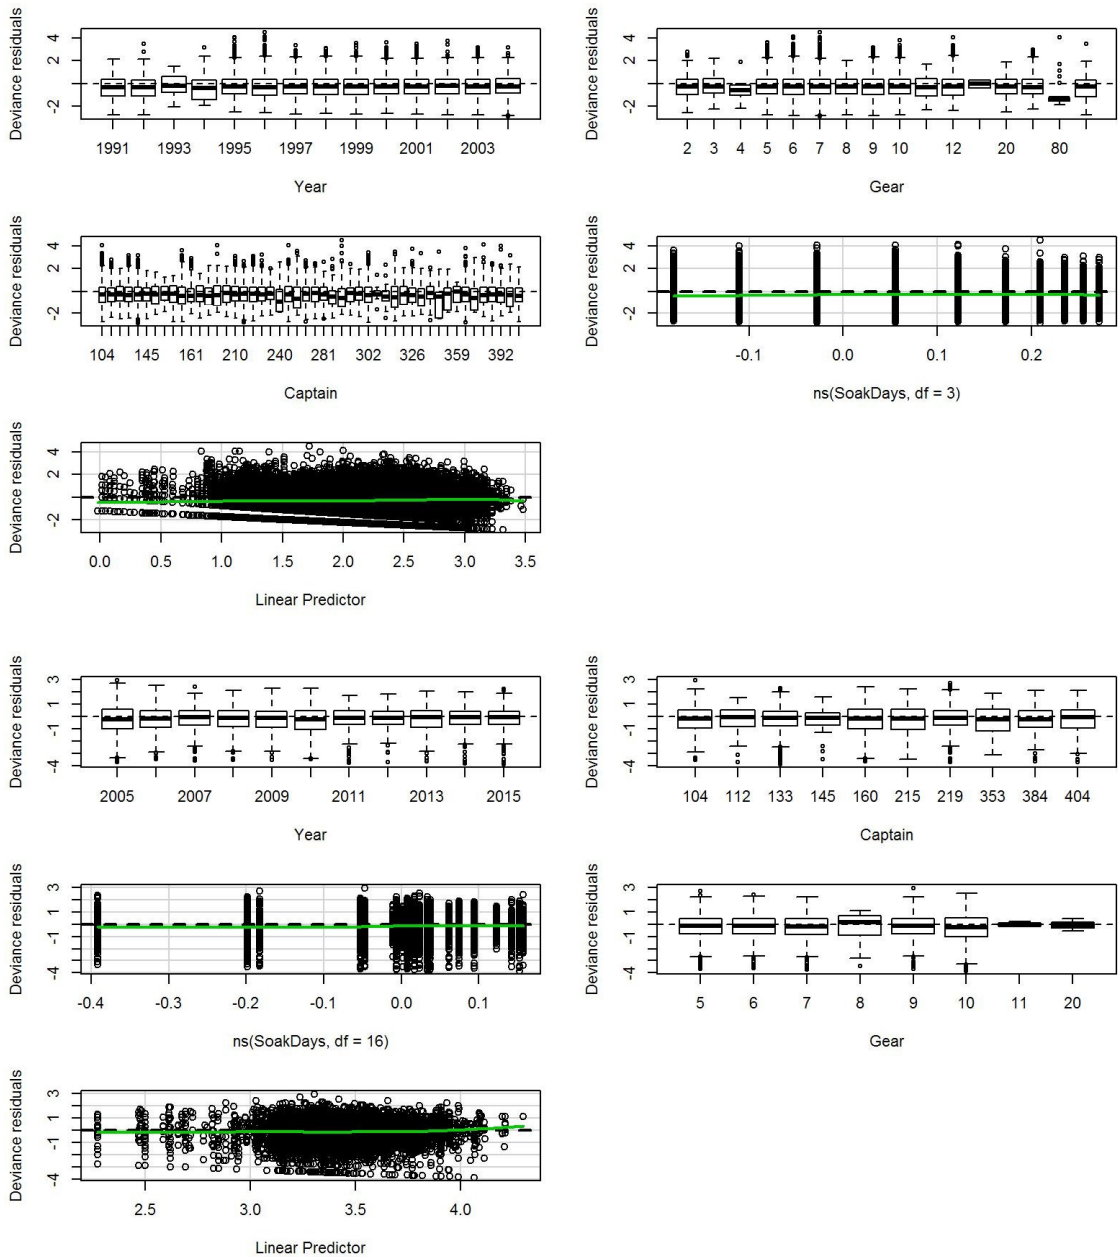 Deviance residuals
4
2
-2
1991 1993 1995 1997 1999 2001 2003
Year
Deviance residuals
4
2
-2
2 3 4 5 6 7 8 9 10 12 20 80
Gear
Deviance residuals
4
2
-2
104 145 161 210 240 281 302 326 359 392
Captain
Deviance residuals
4
2
-2
-0.1 0.0 0.1 0.2
ns(SoakDays, df = 3)
Deviance residuals
4
2
-2
0.0 0.5 1.0 1.5 2.0 2.5 3.0 3.5
Linear Predictor
Deviance residuals
3
-1
-4
2005 2007 2009 2011 2013 2015
Year
Deviance residuals
3
1
-1
-4
104 112 133 145 160 215 219 353 384 404
Captain
Deviance residuals
3
1
-1
-4
-0.4 -0.3 -0.2 -0.1 0.0 0.1
ns(SoakDays, df = 16)
Deviance residuals
3
1
-1
-4
5 6 7 8 9 10 11 20
Gear
Deviance residuals
3
1
-1
-4
2.5 3.0 3.5 4.0
Linear Predictor